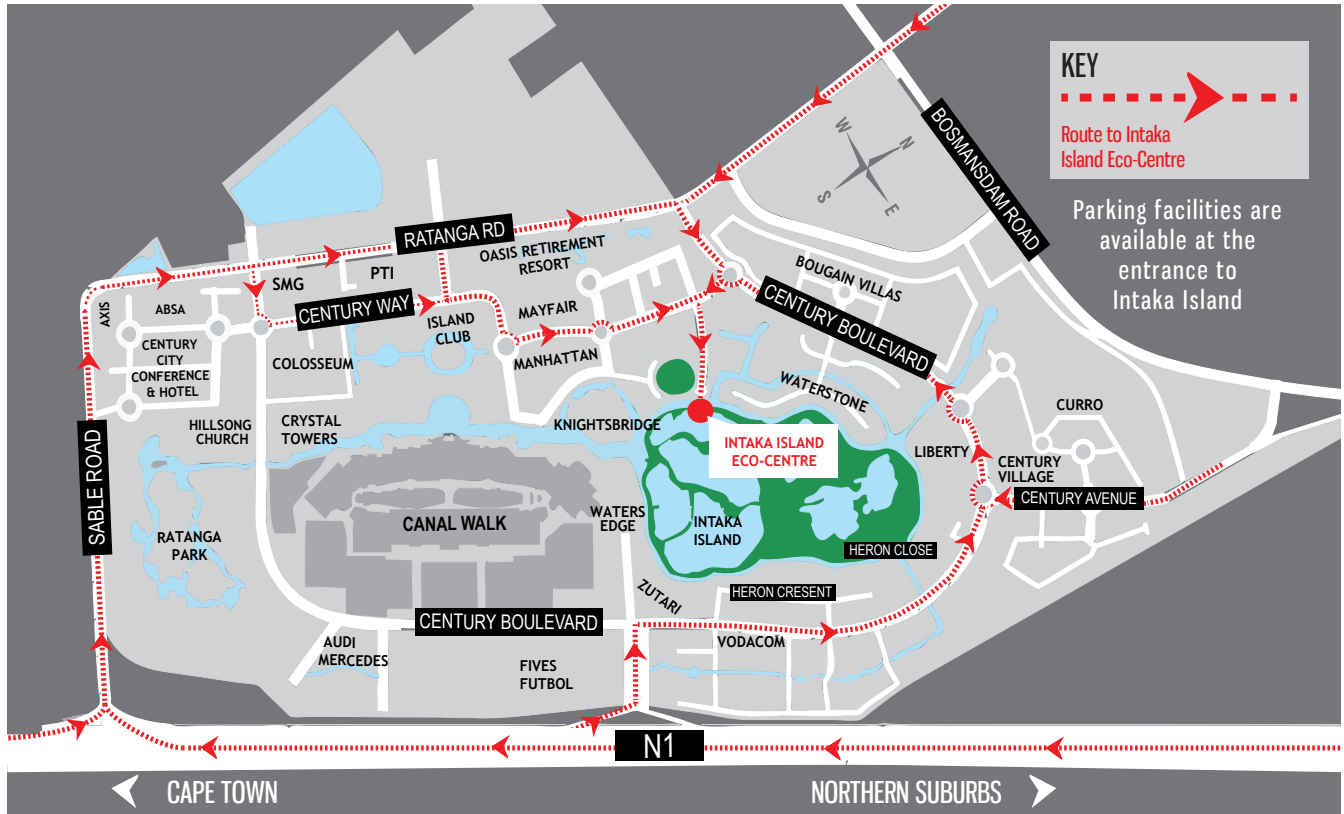 KEY
Route to Intaka
Island Eco-Centre
Parking facilities are
available at the
entrance to
Intaka Island
BOSMANSDAM ROAD
W
N
S
E
RATANGA RD
OASIS RETIREMENT
RESORT
SMG
PTI
BOUGAIN VILLAS
AXIS
ABSA
CENTURY WAY
ISLAND
CLUB
MAYFAIR
CENTURY BOULEVARD
CENTURY
CITY
CONFERENCE
& HOTEL
COLOSSEUM
MANHATTAN
WATERSTONE
CURRO
HILLSONG
CHURCH
CRYSTAL
TOWERS
KNIGHTSBRIDGE
INTAKA ISLAND
ECO-CENTRE
LIBERTY
CENTURY
VILLAGE
CENTURY AVENUE
SABLE ROAD
RATANGA
PARK
CANAL WALK
WATERS
EDGE
INTAKA
ISLAND
HERON CLOSE
HERON CRESENT
ZUTARI
CENTURY BOULEVARD
VODACOM
AUDI
MERCEDES
FIVES
FUTBOL
N1
CAPE TOWN
NORTHERN SUBURBS